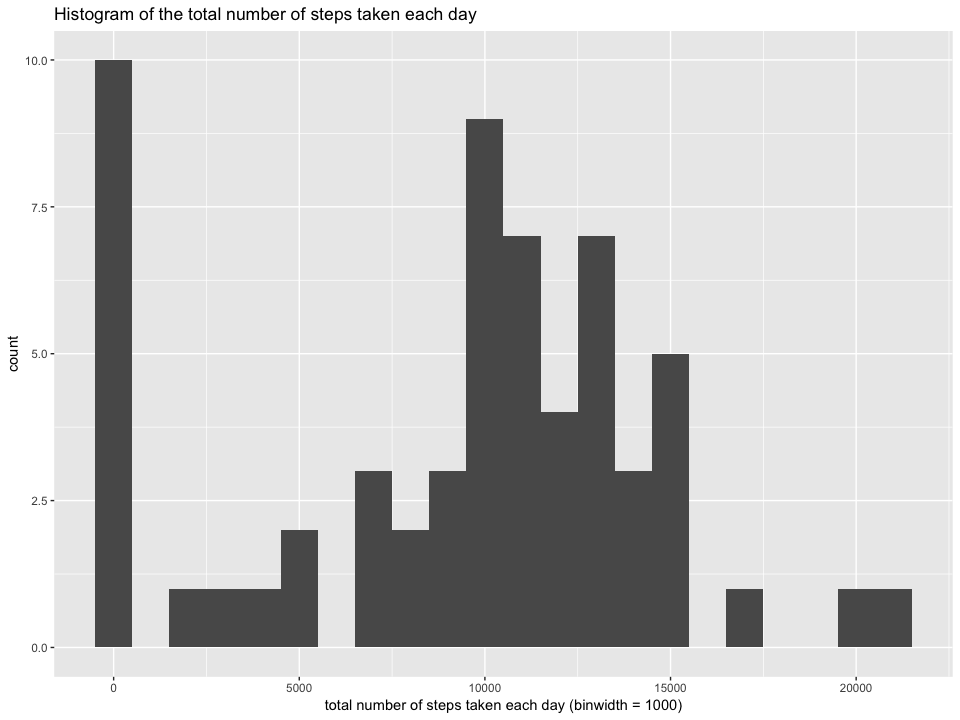 Histogram of the total number of steps taken each day
10.0
7.5
5.0
2.5
0.0
count
0 5000 10000 15000 20000
total number of steps taken each day (binwidth = 1000)